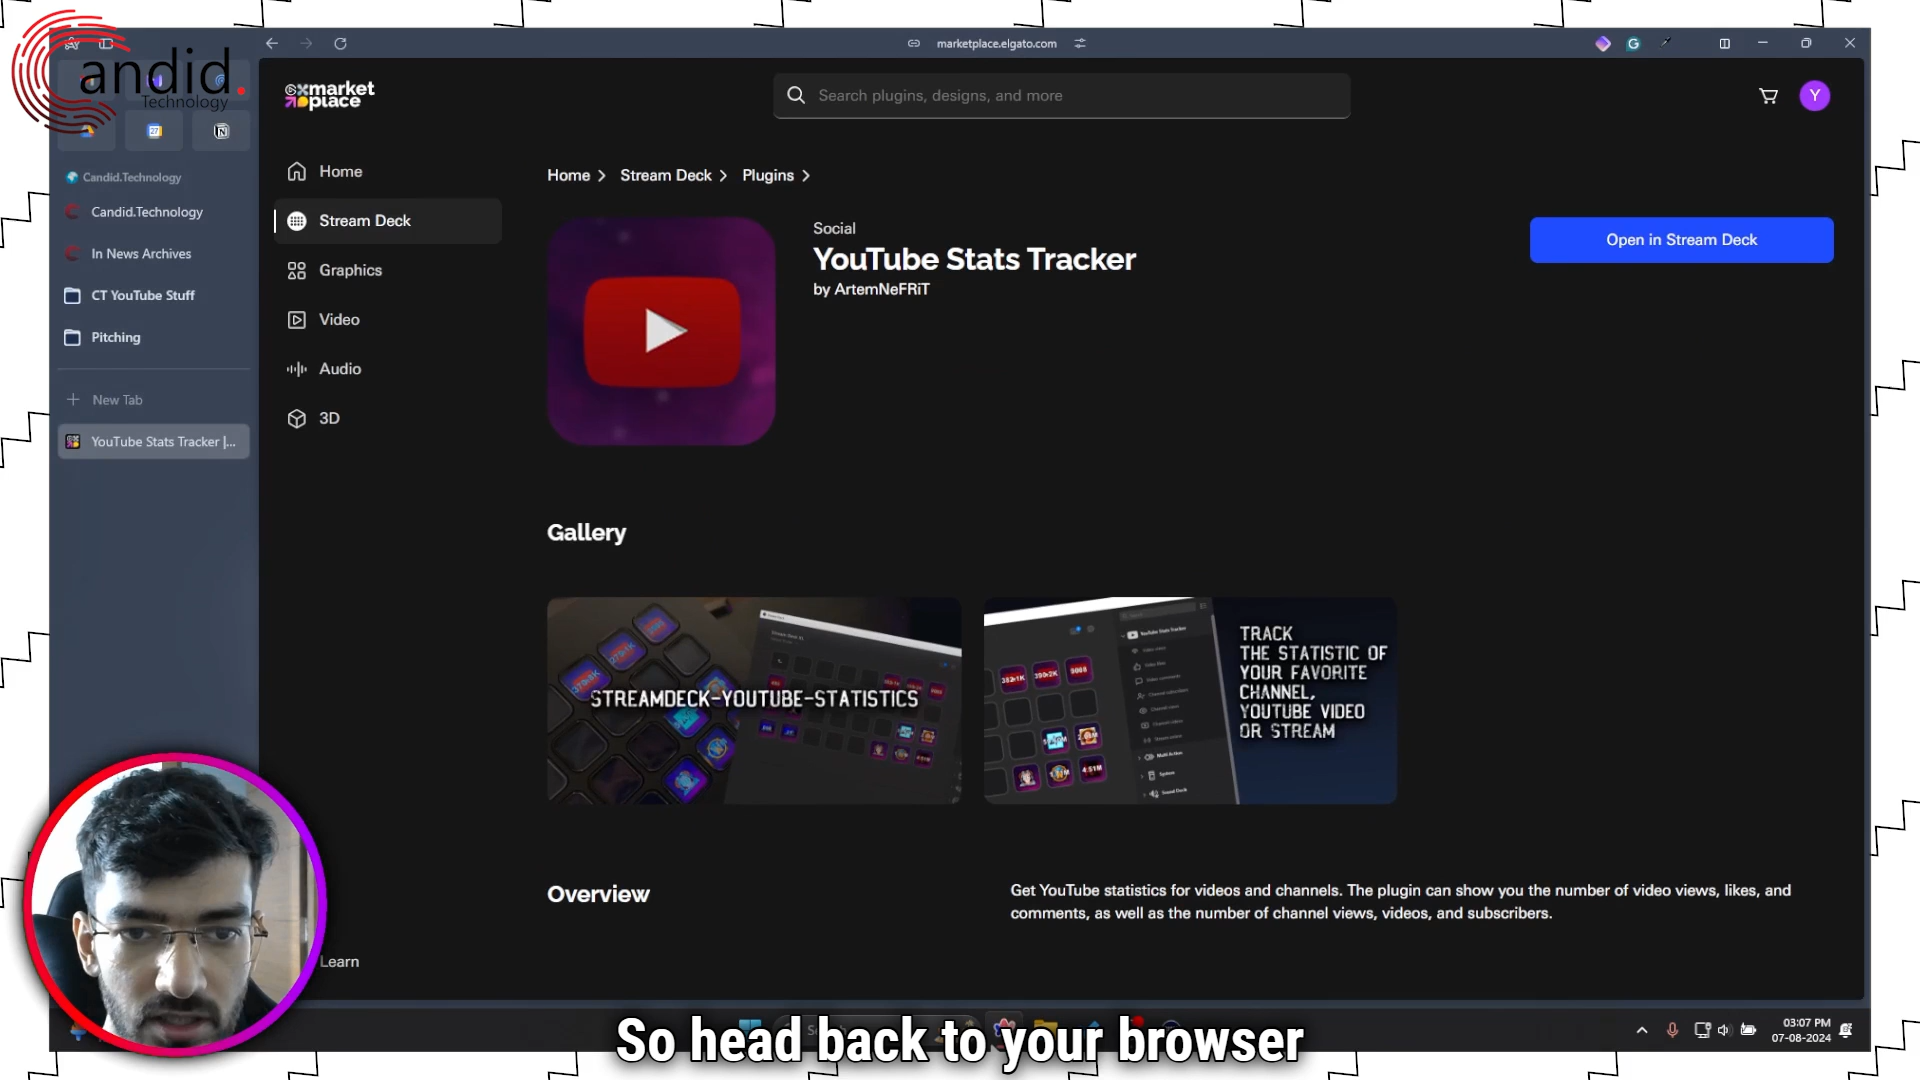 Candid.
Technology
marketplace.elgato.com
market
place
Search plugins, designs, and more
Y
27
Candid.Technology
Candid.Technology
In News Archives
CT YouTube Stuff
Pitching
New Tab
YouTube Stats Tracker |...
Home
Stream Deck
Graphics
Video
Audio
3D
Learn
Home > Stream Deck > Plugins >
Social
YouTube Stats Tracker
by ArtemNeFRiT
Open in Stream Deck
Gallery
STREAMDECK-YOUTUBE-STATISTICS
TRACK
THE STATISTIC OF
YOUR FAVORITE
CHANNEL,
YOUTUBE VIDEO
OR STREAM
Overview
Get YouTube statistics for videos and channels. The plugin can show you the number of video views, likes, and
comments, as well as the number of channel views, videos, and subscribers.
So head back to your browser
03:07 PM
07-08-2024